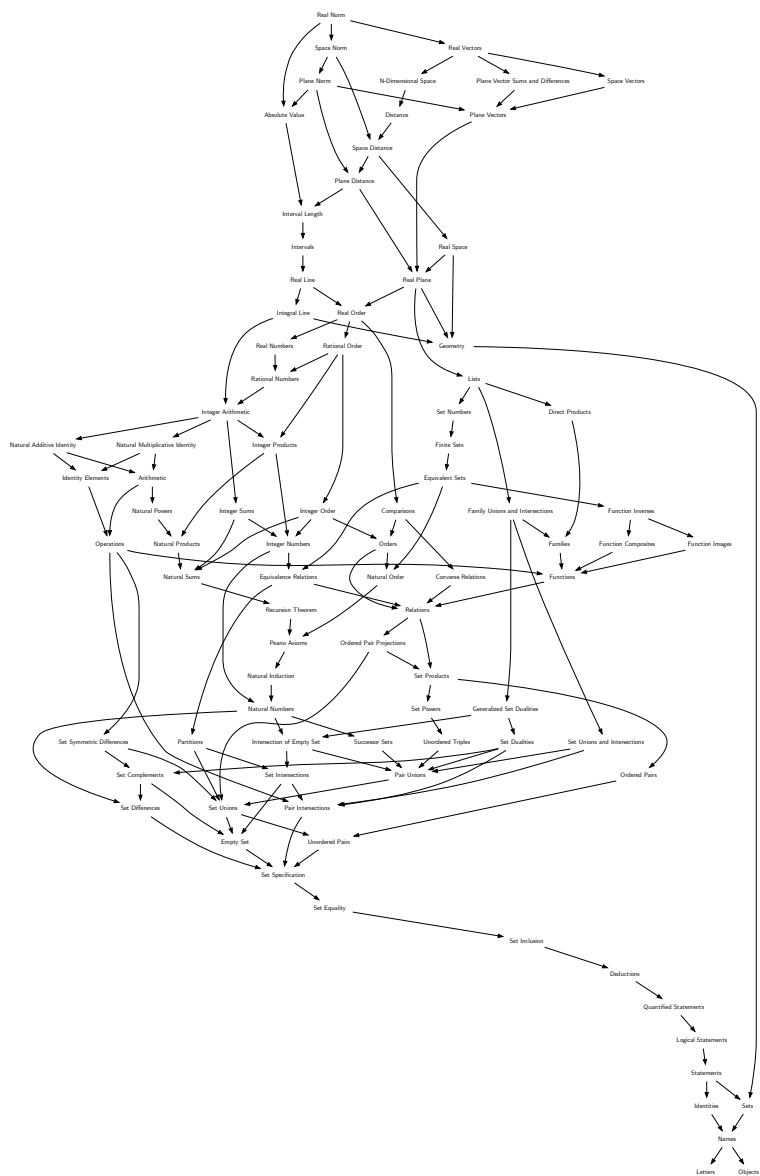 Real Norm
Space Norm
Real Vectors
Plane Norm
N-Dimensional Space
Plane Vector Sums and Differences
Space Vectors
Absolute Value
Distance
Plane Vectors
Space Distance
Plane Distance
Interval Length
Intervals
Real Space
Real Line
Real Plane
Integral Line
Real Order
Real Numbers
Rational Order
Geometry
Rational Numbers
Lists
Integer Arithmetic
Set Numbers
Direct Products
Natural Additive Identity
Natural Multiplicative Identity
Integer Products
Finite Sets
Identity Elements
Arithmetic
Equivalent Sets
Natural Powers
Integer Sums
Integer Order
Comparisons
Family Unions and Intersections
Function Inverses
Operations
Natural Products
Integer Numbers
Orders
Families
Function Composites
Function Images
Natural Sums
Equivalence Relations
Natural Order
Converse Relations
Functions
Recursion Theorem
Relations
Peano Axioms
Ordered Pair Projections
Natural Induction
Set Products
Natural Numbers
Set Powers
Generalized Set Dualities
Set Symmetric Differences
Partitions
Intersection of Empty Set
Successor Sets
Unordered Triples
Set Dualities
Set Unions and Intersections
Set Complements
Set Intersections
Pair Unions
Ordered Pairs
Set Differences
Set Unions
Pair Intersections
Empty Set
Unordered Pairs
Set Specification
Set Equality
Set Inclusion
Deductions
Quantified Statements
Logical Statements
Statements
Identities
Sets
Names
Letters
Objects